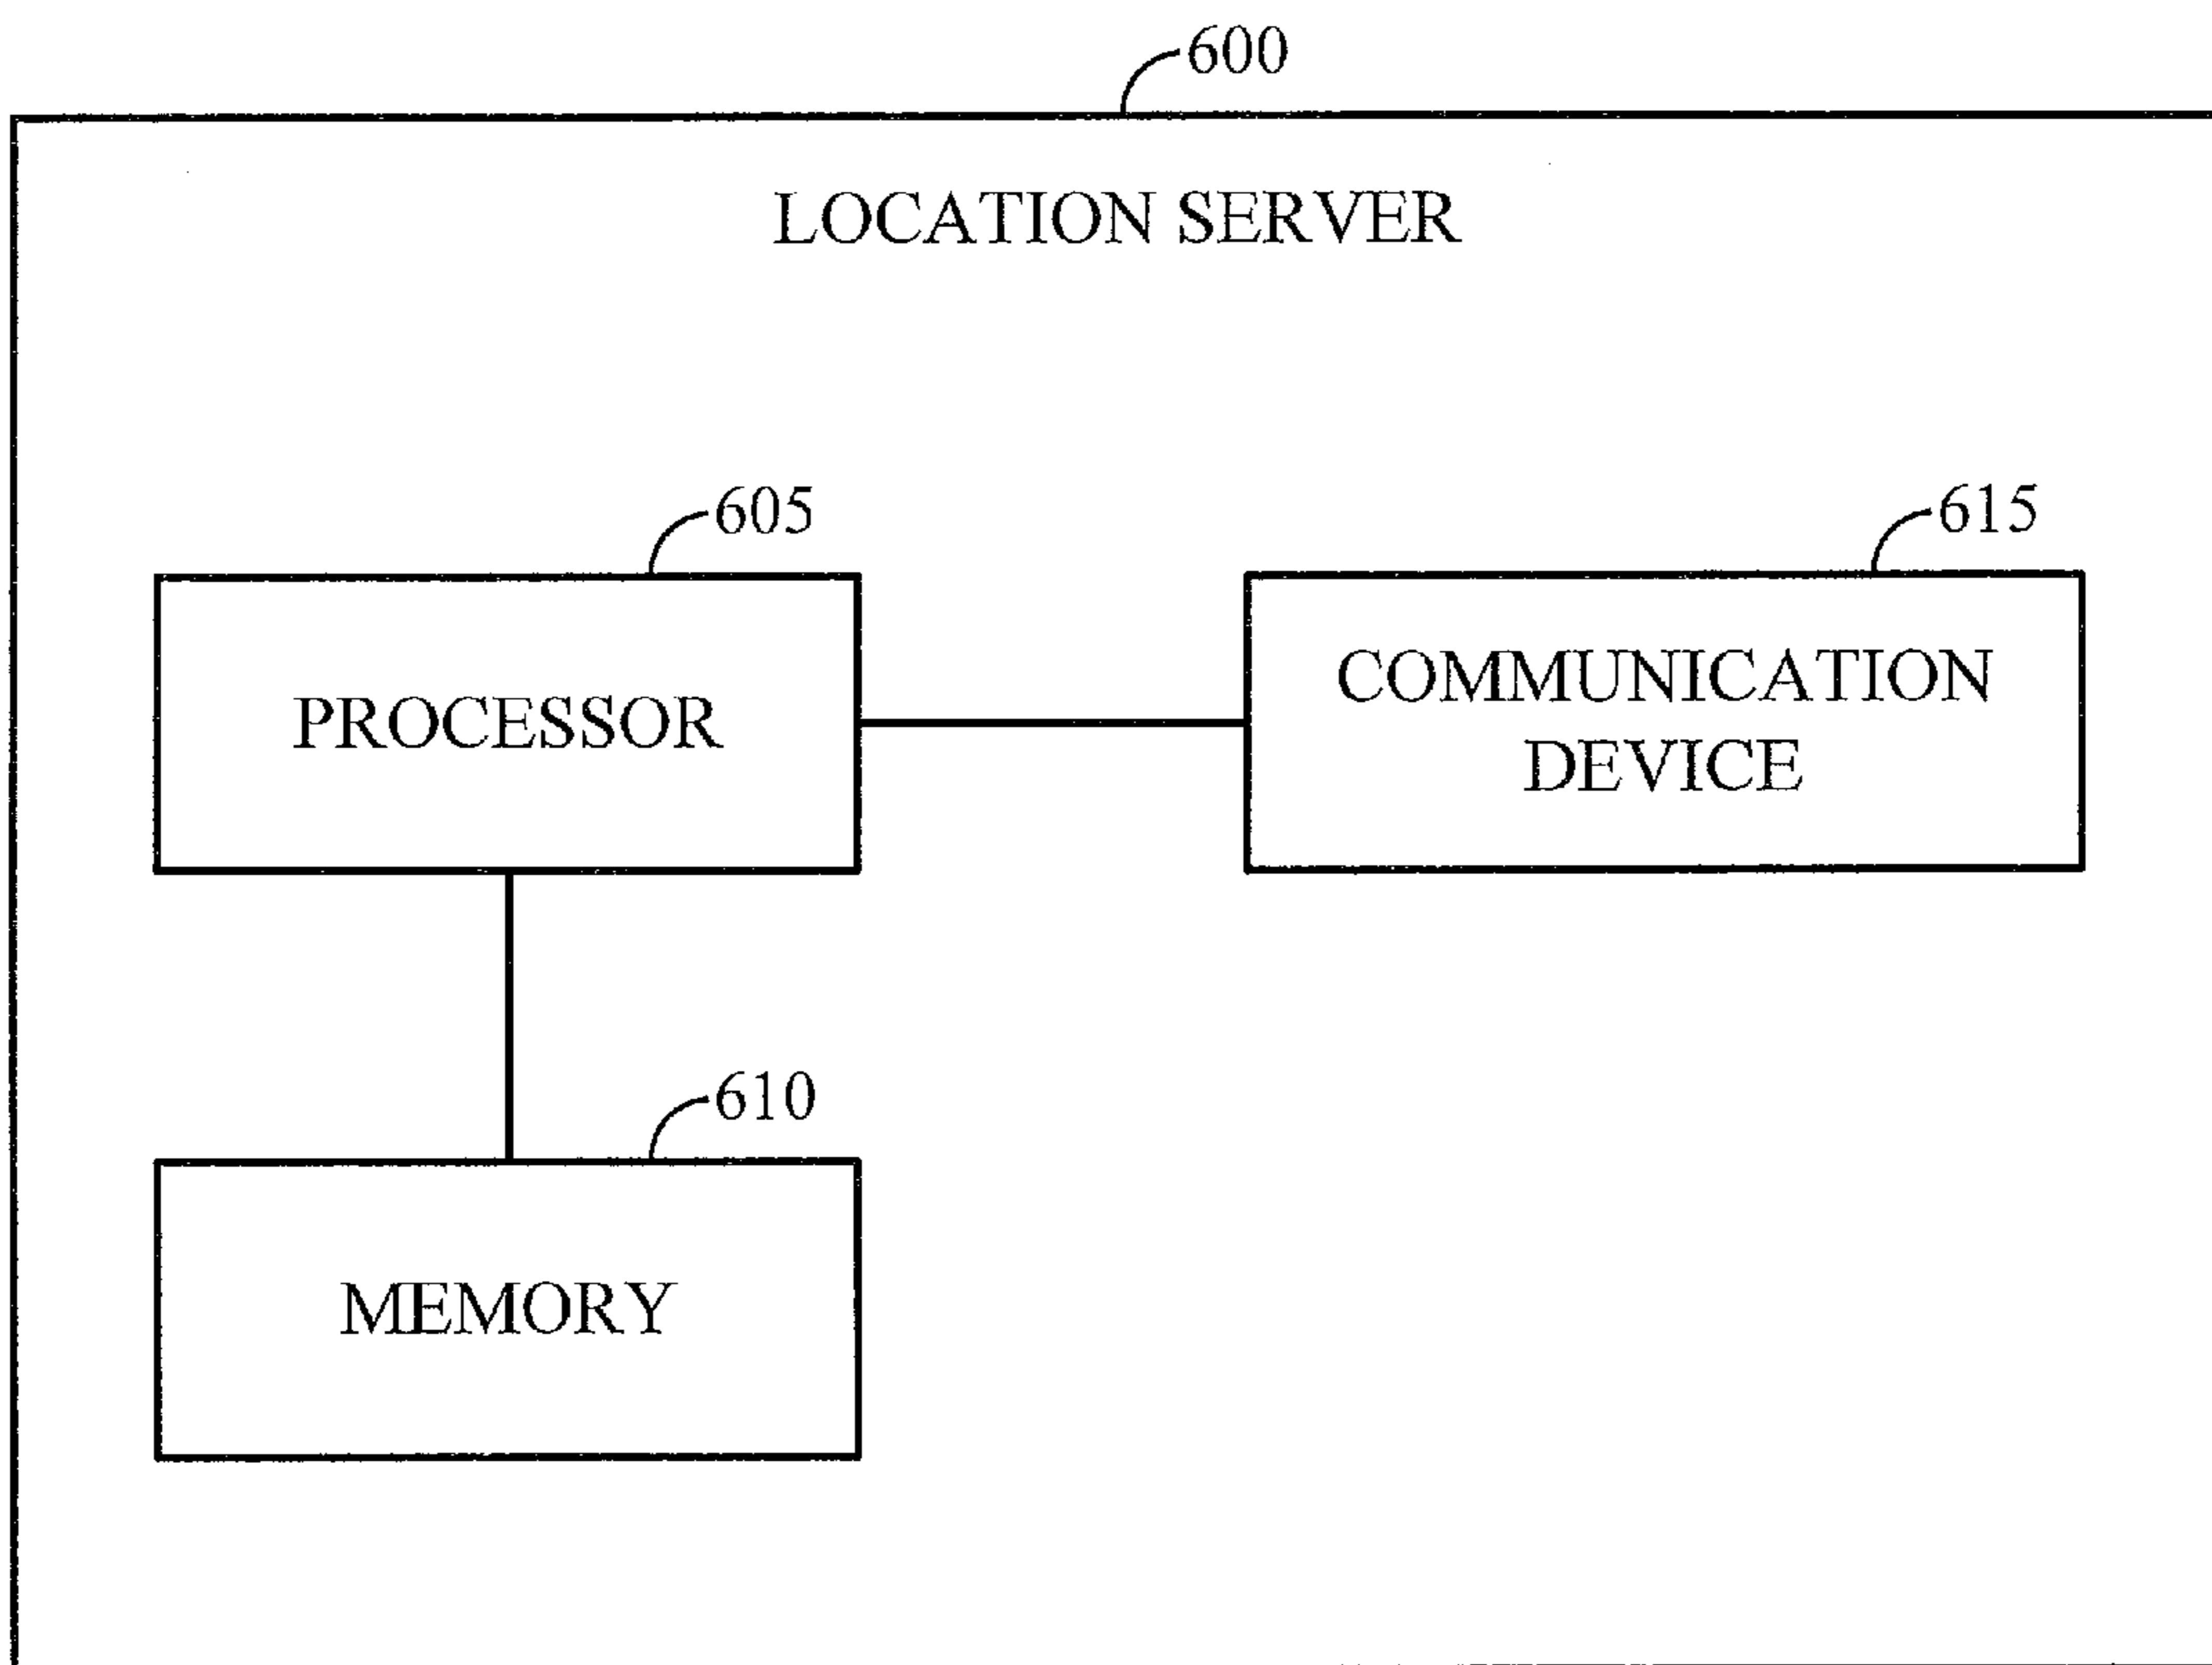 600
LOCATION SERVER
605
615
PROCESSOR
COMMUNICATION
DEVICE
610
MEMORY